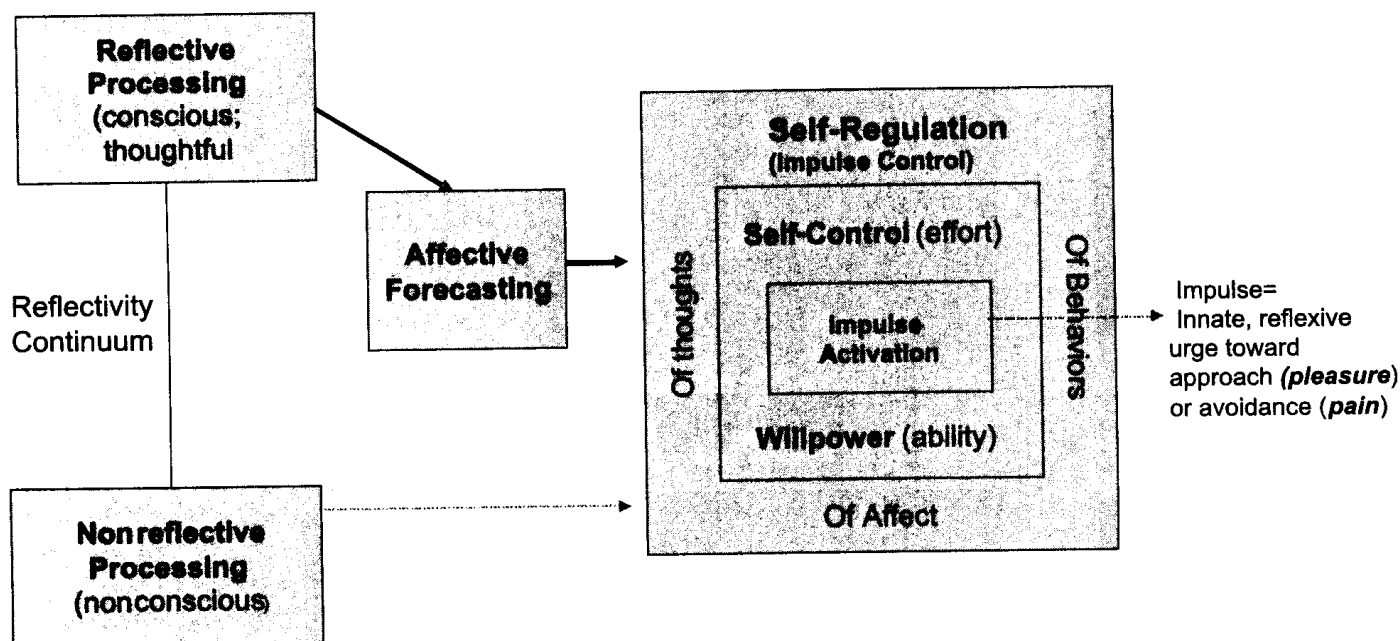 Reflective
Processing
(conscious;
thoughtful
Affective
Forecasting
Reflectivity
Continuum
Nonreflective
Processing
(nonconscious)
Self-Regulation
(Impulse Control)
Self-Control (effort)
Of thoughts
Impulse
Activation
Of Behaviors
Willpower (ability)
Of Affect
Impulse=
Innate, reflexive
urge toward
approach (pleasure)
or avoidance (pain)